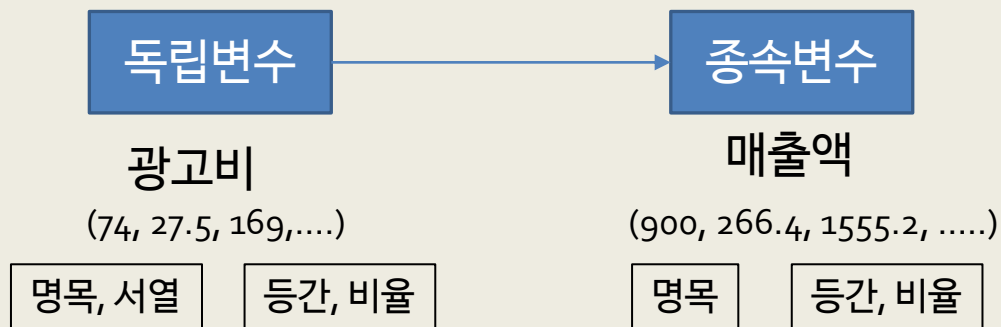 독립변수 종속변수
광고비 매출액
(74, 27.5, 169,....) (900, 266.4, 1555.2, .....)
명목, 서열 등간, 비율 명목 등간, 비율